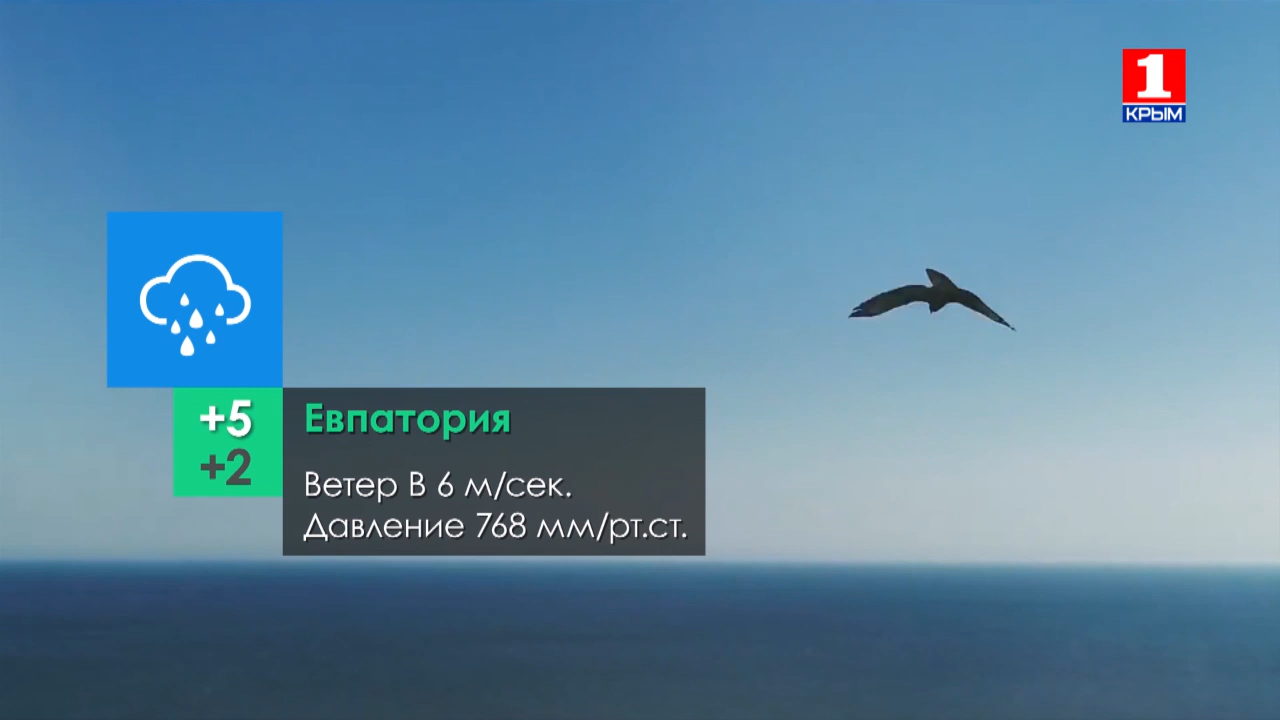 1
КРЫМ
+5
+2
Евпатория
Ветер В 6 м/сек.
Давление 768 мм/рт.ст.